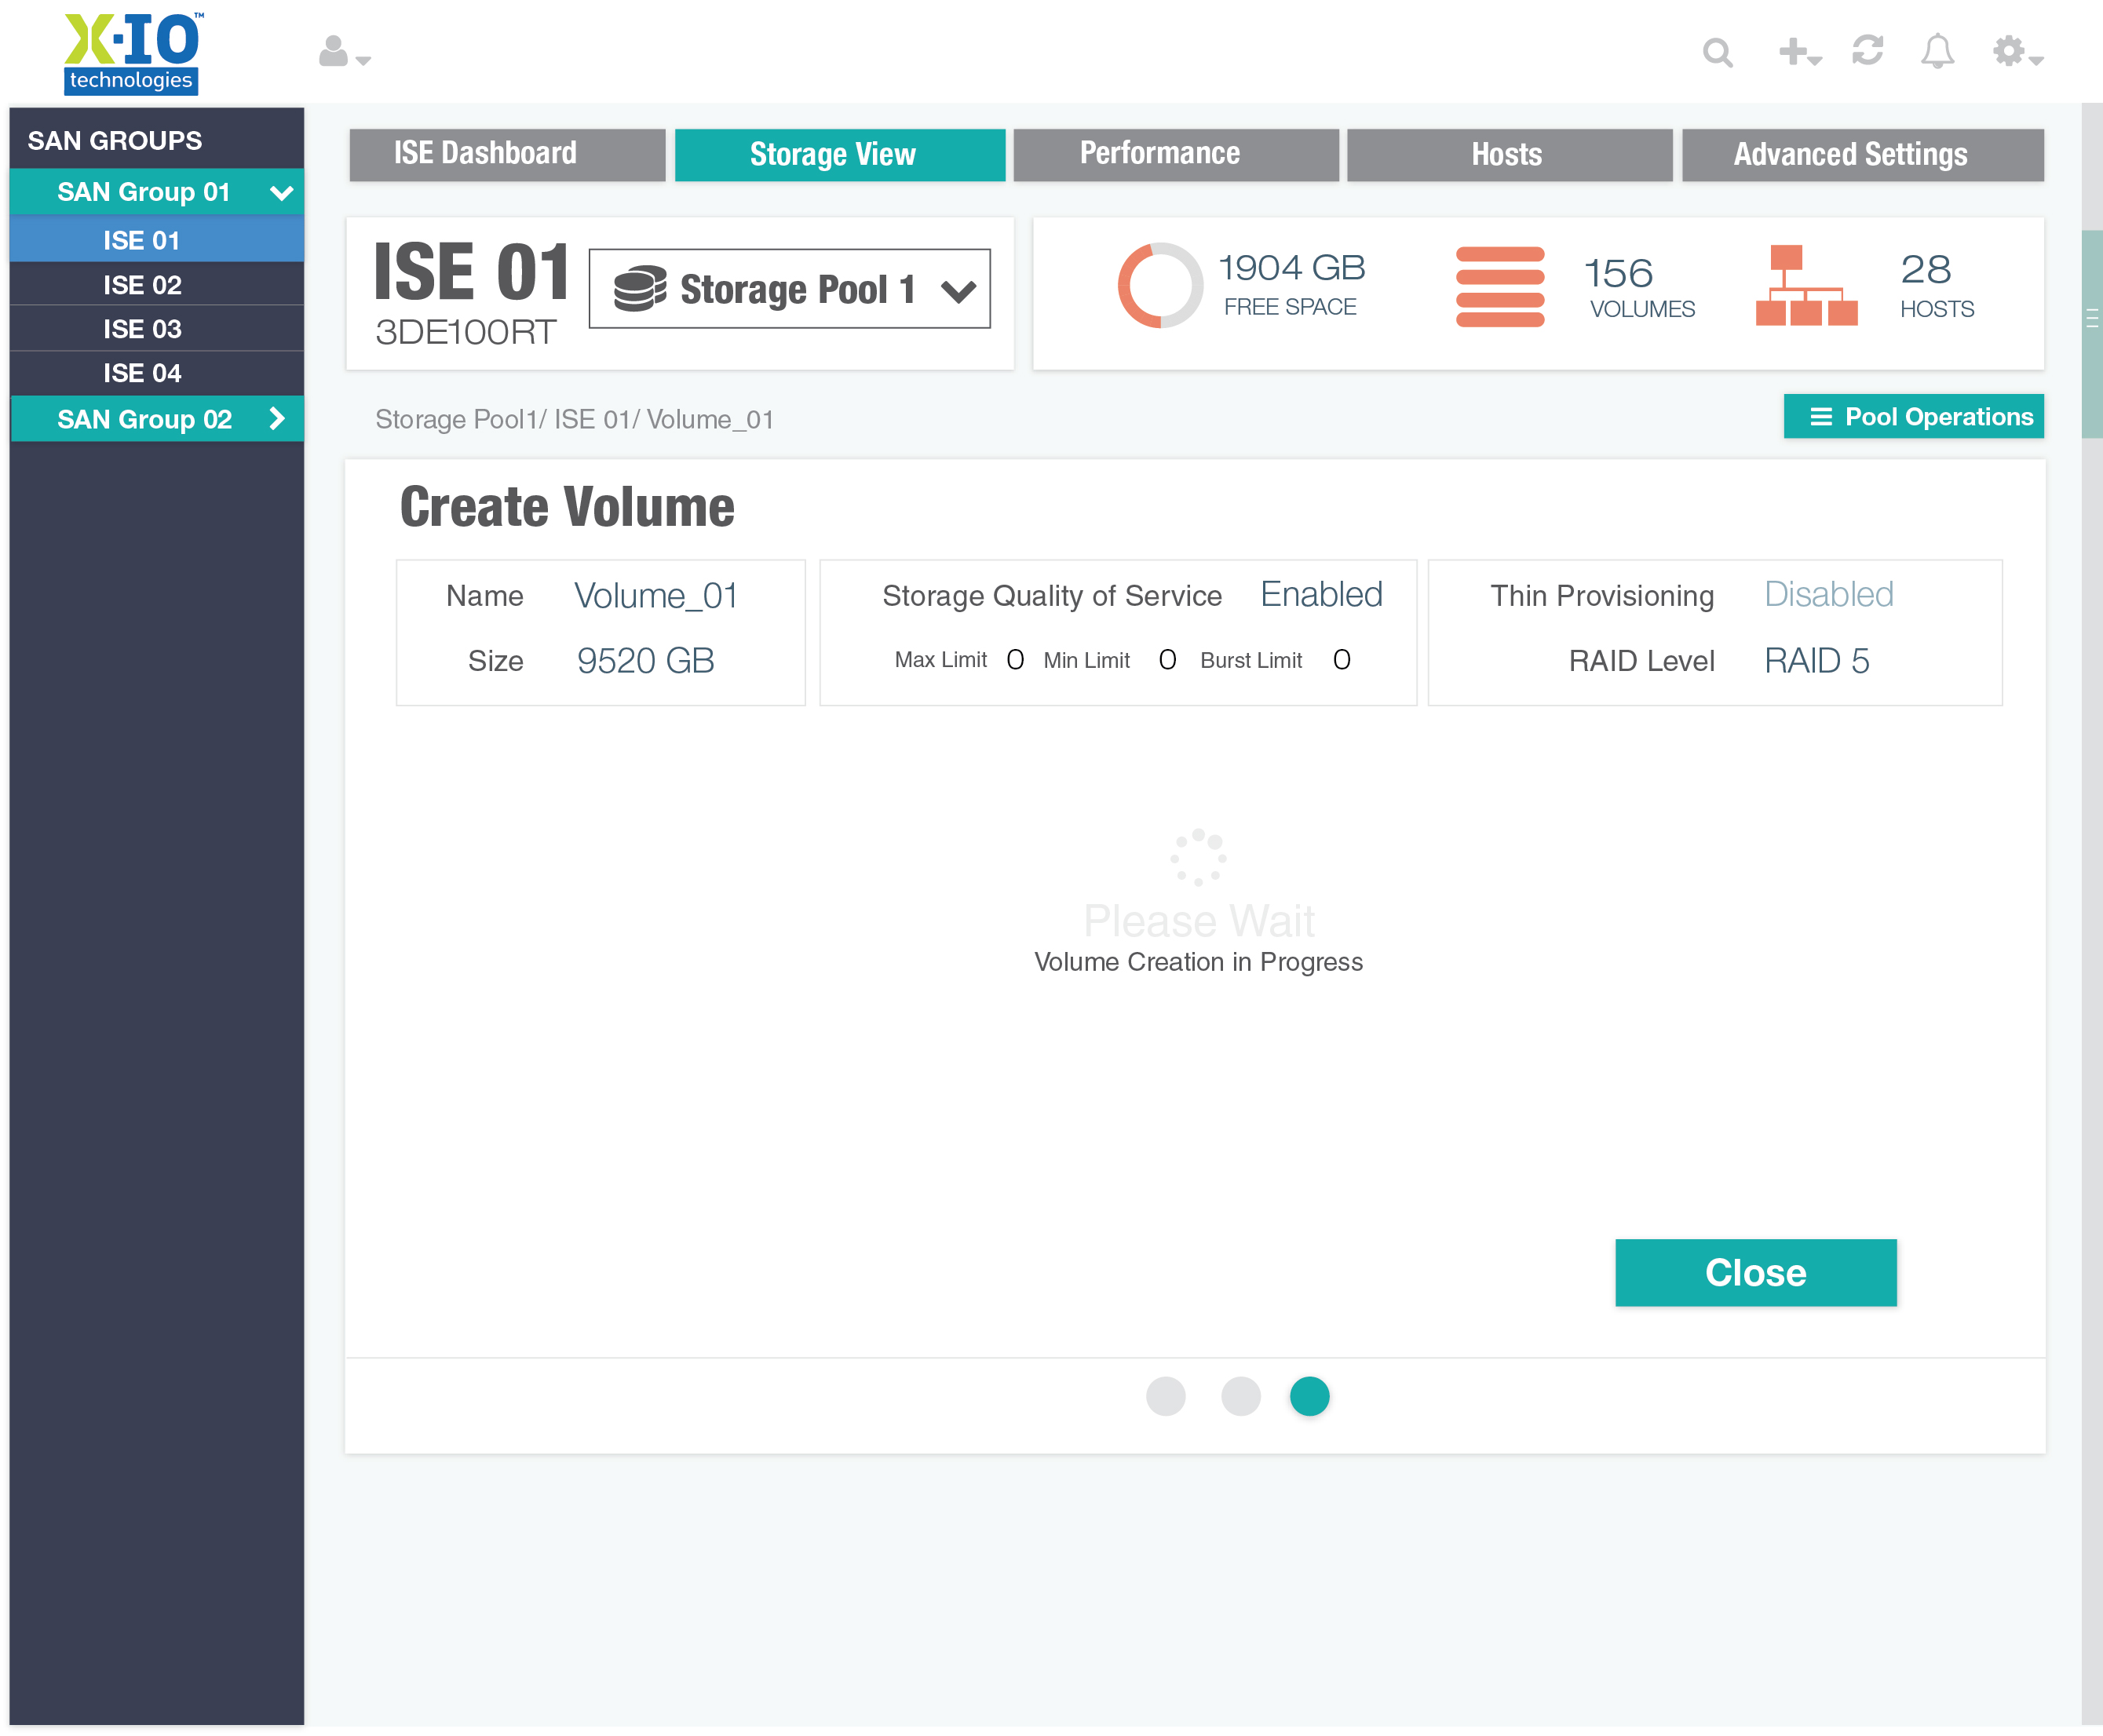 X-IO™
technologies
SAN GROUPS
SAN Group 01
ISE 01
ISE 02
ISE 03
ISE 04
SAN Group 02
ISE Dashboard
Storage View
Performance
Hosts
Advanced Settings
ISE 01
3DE100RT
Storage Pool 1
1904 GB
FREE SPACE
156
VOLUMES
28
HOSTS
Storage Pool1/ ISE 01/ Volume_01
Pool Operations
Create Volume
Name Volume_01
Size 9520 GB
Storage Quality of Service Enabled
Max Limit 0 Min Limit 0 Burst Limit 0
Thin Provisioning Disabled
RAID Level RAID 5
Please Wait
Volume Creation in Progress
Close